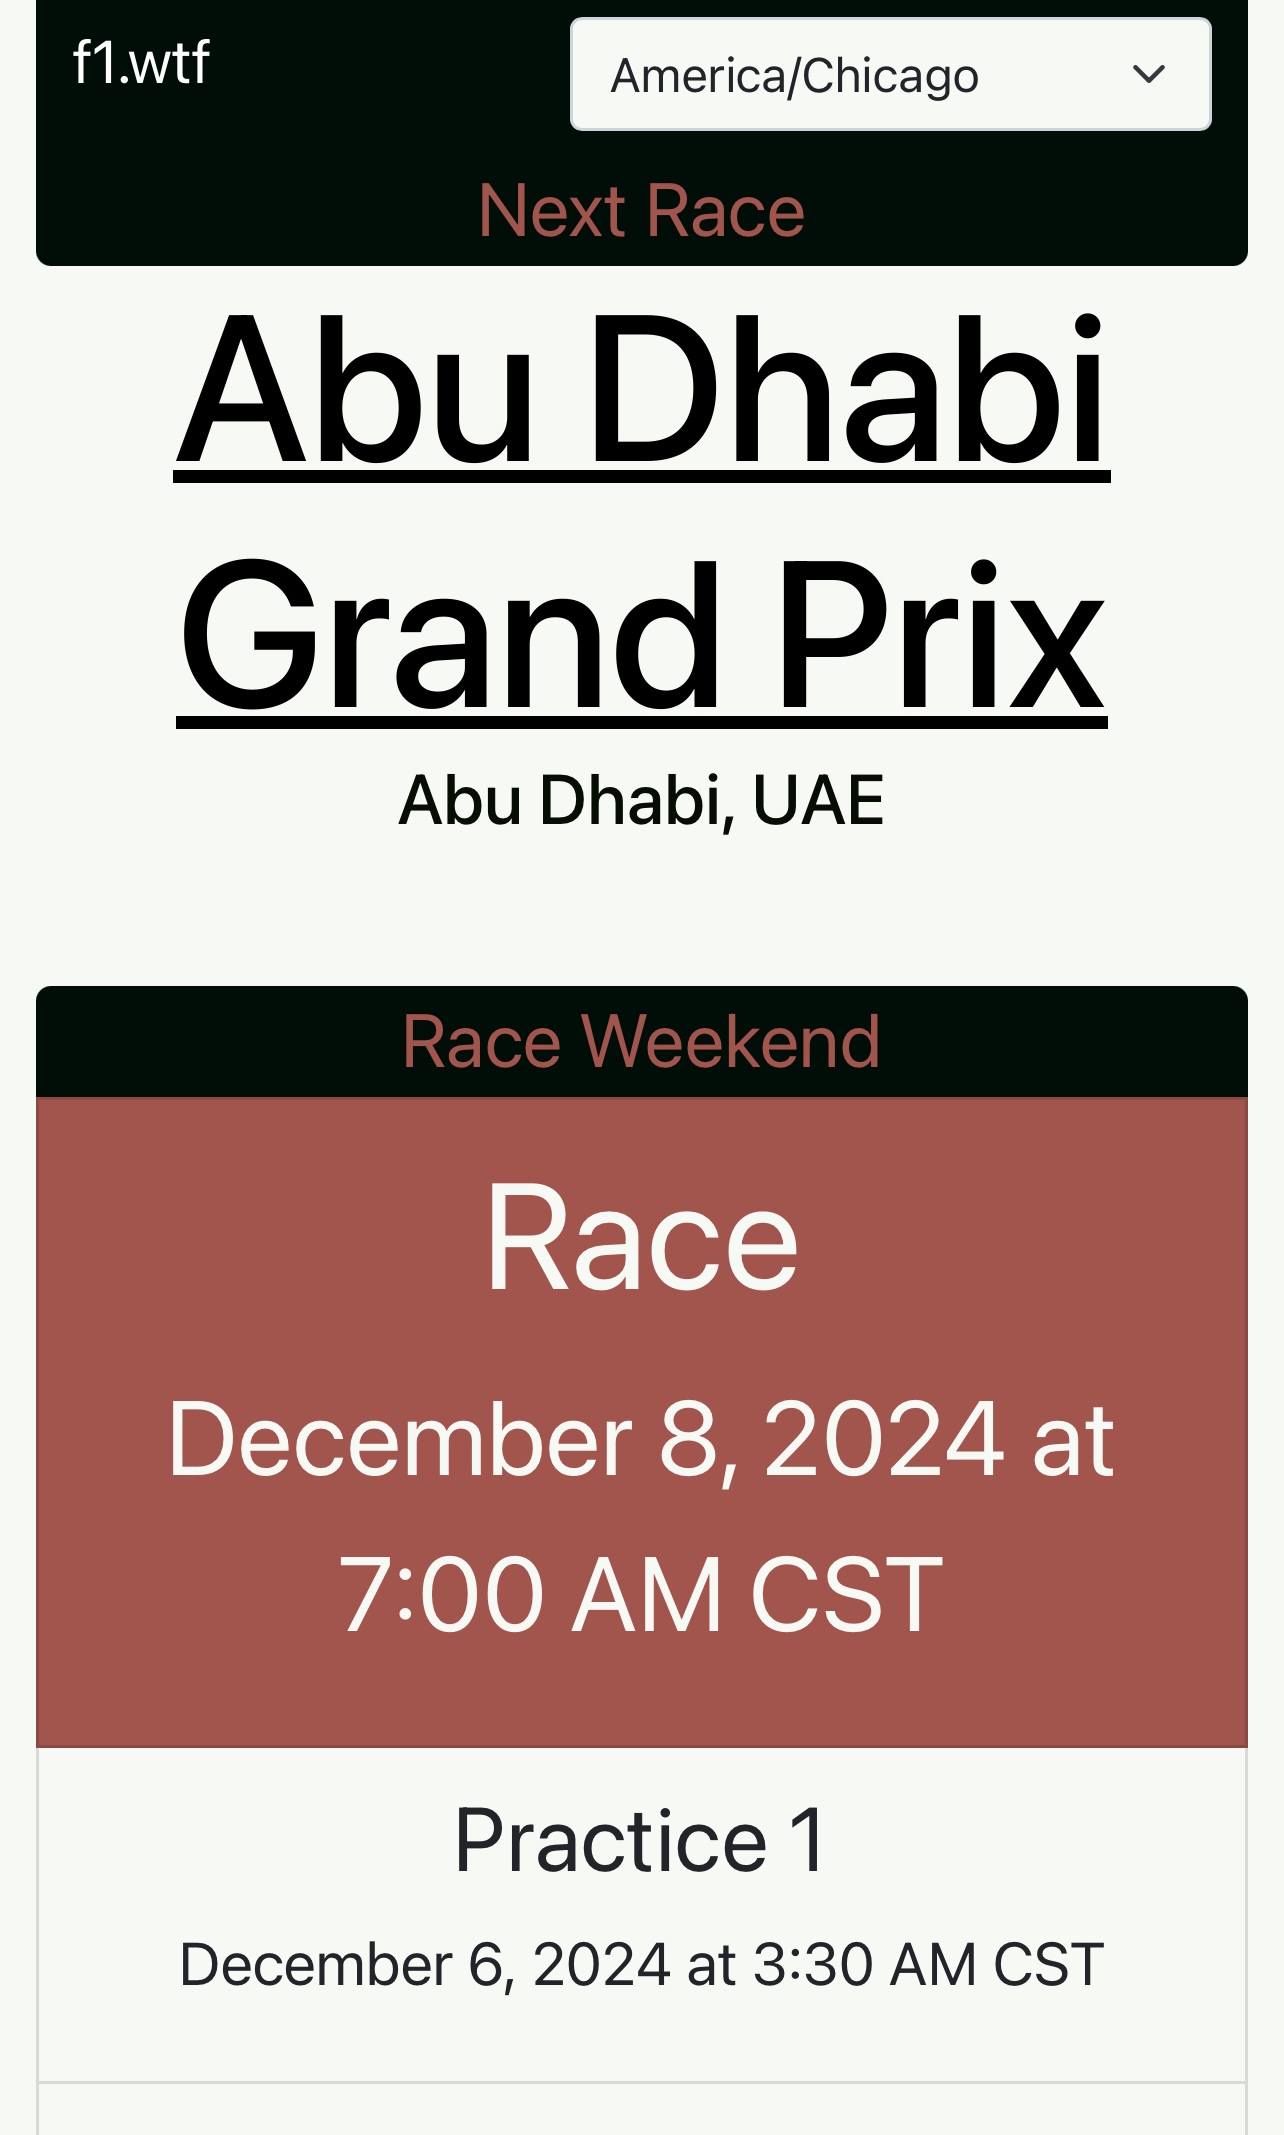 f1.wtf
America/Chicago
Next Race
Abu Dhabi
Grand Prix
Abu Dhabi, UAE
Race Weekend
Race
December 8, 2024 at
7:00 AM CST
Practice 1
December 6, 2024 at 3:30 AM CST